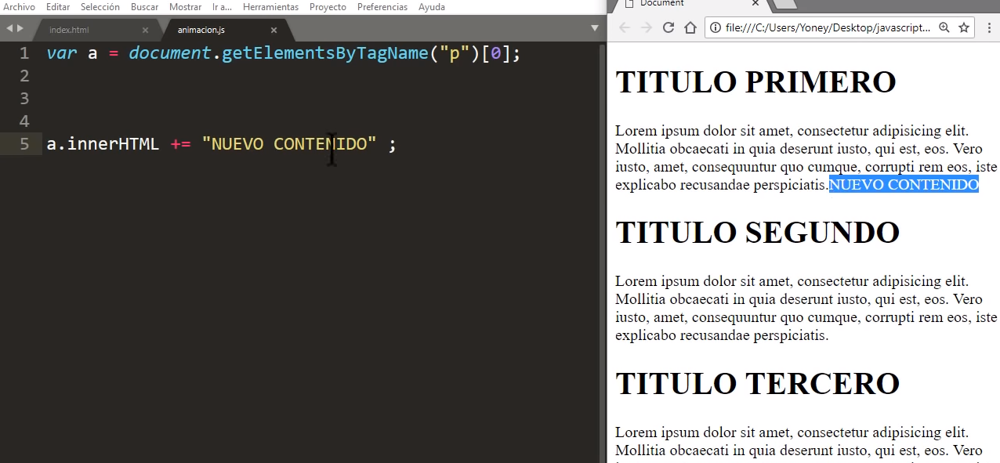 Archivo Editar Selección Buscar Mostrar Ir a... Herramientas Proyecto Preferencias Ayuda
index.html × animacion.js ×
1 var a = document.getElementsByTagName("p")[0];
2
3
4
5 a.innerHTML += "NUEVO CONTENIDO" ;
Document ×
file:///C:/Users/Yoney/Desktop/javascript...
TITULO PRIMERO
Lorem ipsum dolor sit amet, consectetur adipisicing elit.
Mollitia obcaecati in quia deserunt iusto, qui est, eos. Vero
iusto, amet, consequuntur quo cumque, corrupti rem eos, iste
explicabo recusandae perspiciatis.NUEVO CONTENIDO
TITULO SEGUNDO
Lorem ipsum dolor sit amet, consectetur adipisicing elit.
Mollitia obcaecati in quia deserunt iusto, qui est, eos. Vero
iusto, amet, consequuntur quo cumque, corrupti rem eos, iste
explicabo recusandae perspiciatis.
TITULO TERCERO
Lorem ipsum dolor sit amet, consectetur adipisicing elit.
Mollitia obcaecati in quia deserunt iusto, qui est, eos. Vero